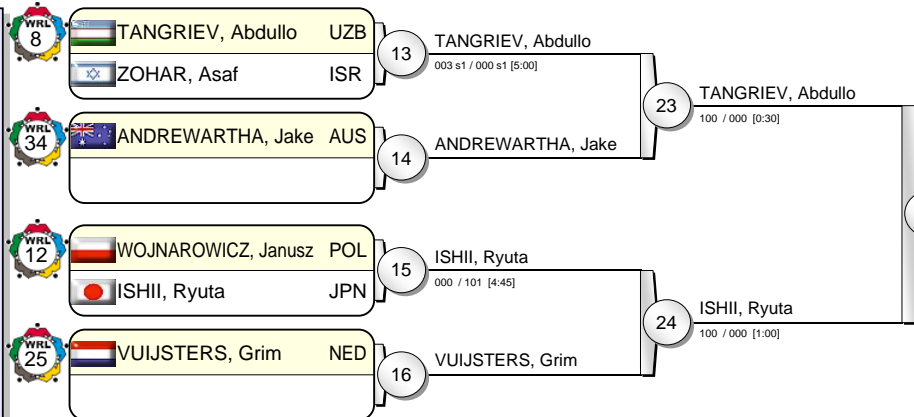 WRL
8
TANGRIEV, Abdullo UZB
ZOHAR, Asaf ISR
13
TANGRIEV, Abdullo
003 s1 / 000 s1 [5:00]
WRL
34
ANDREWARTHA, Jake AUS
14
ANDREWARTHA, Jake
23
TANGRIEV, Abdullo
100 / 000 [0:30]
WRL
12
WOJNAROWICZ, Janusz POL
ISHII, Ryuta JPN
15
ISHII, Ryuta
000 / 101 [4:45]
WRL
25
VUIJSTERS, Grim NED
16
VUIJSTERS, Grim
24
ISHII, Ryuta
100 / 000 [1:00]